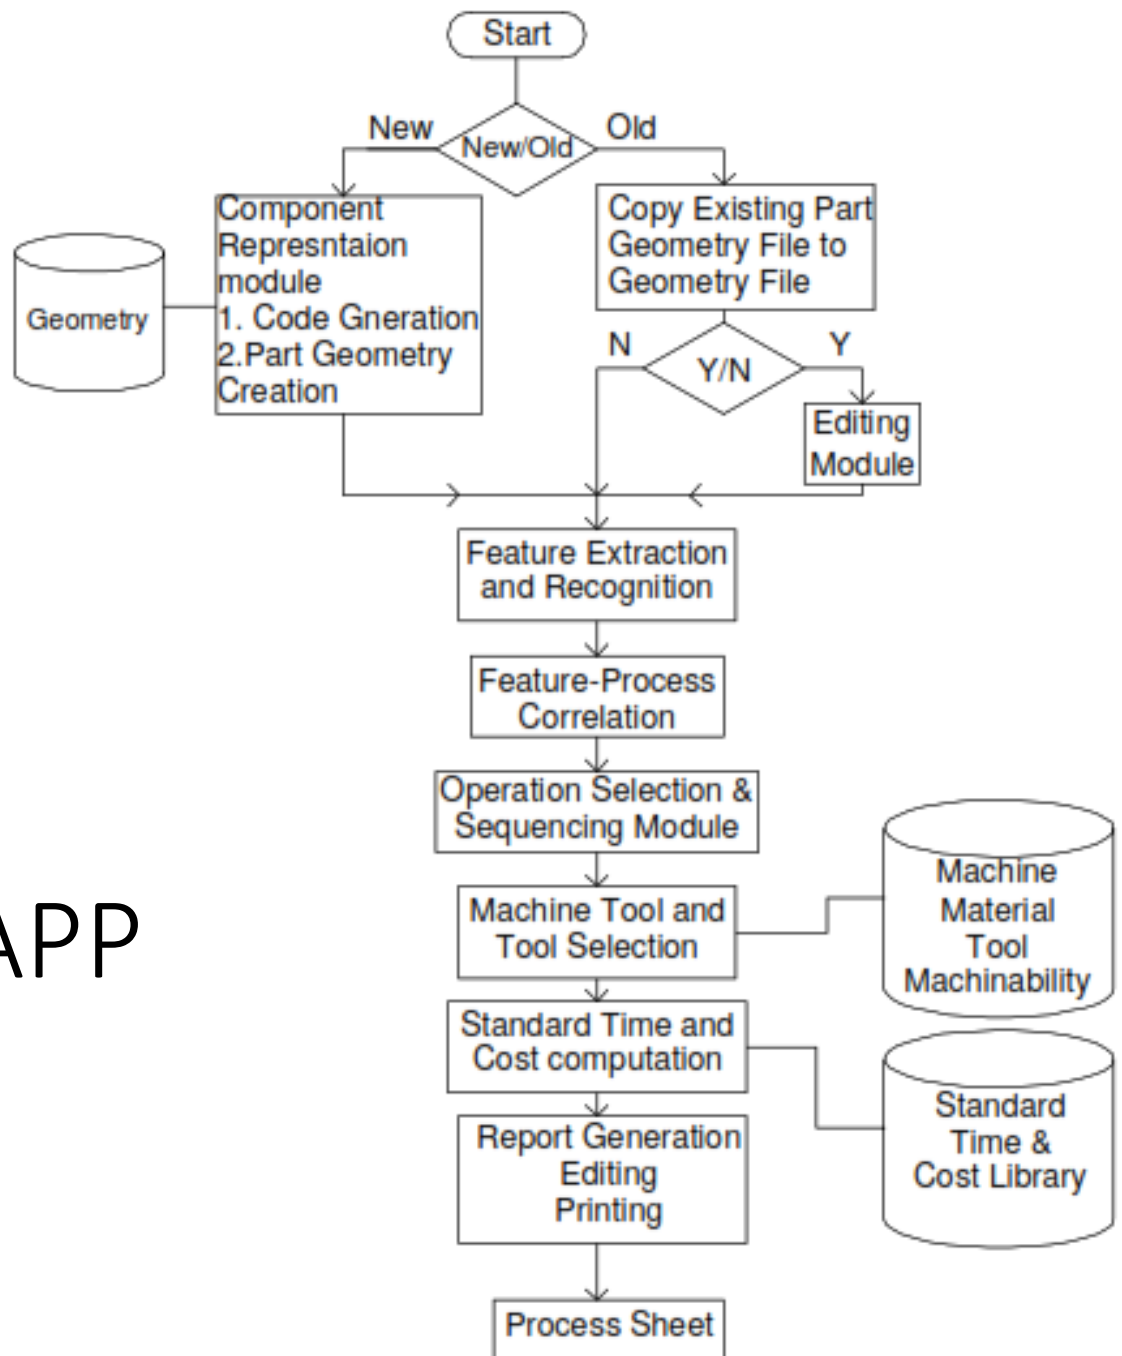 Start
New
New/Old
Old
Component
Represntaion
module
1. Code Gneration
2.Part Geometry
Creation
Geometry
Copy Existing Part
Geometry File to
Geometry File
N
Y/N
Y
Editing
Module
Feature Extraction
and Recognition
Feature-Process
Correlation
Operation Selection &
Sequencing Module
Machine Tool and
Tool Selection
Machine
Material
Tool
Machinability
APP
Standard Time and
Cost computation
Standard
Time &
Cost Library
Report Generation
Editing
Printing
Process Sheet